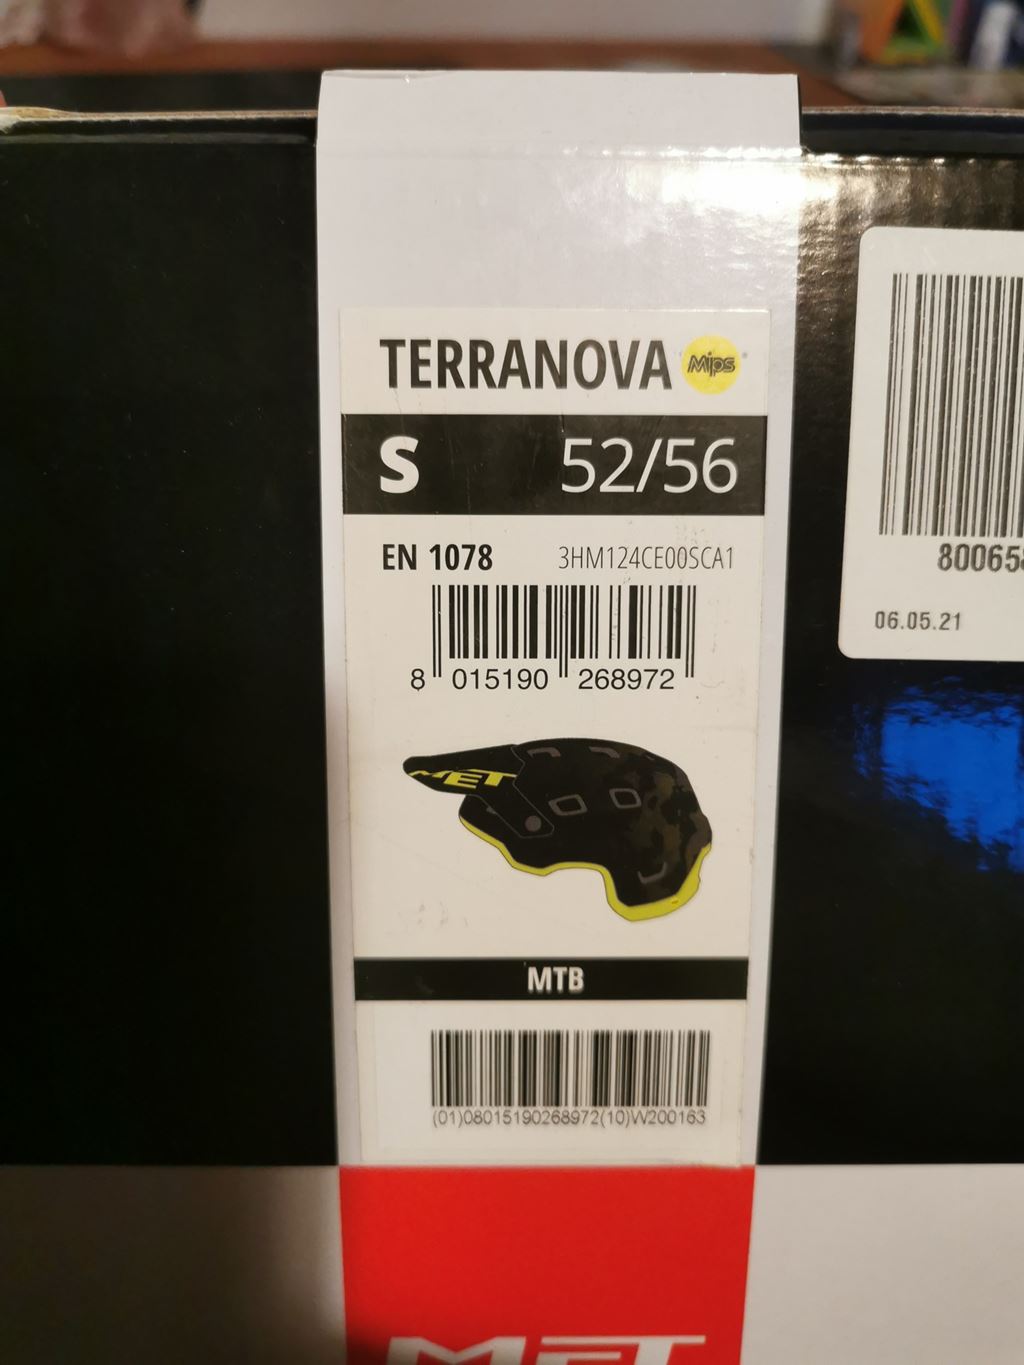 TERRANOVA Mips
S 52/56
EN 1078 3HM124CE00SCA1
8 015190 268972
MET
MTB
(01)08015190268972(10)W200163
MET
80065
06.05.21